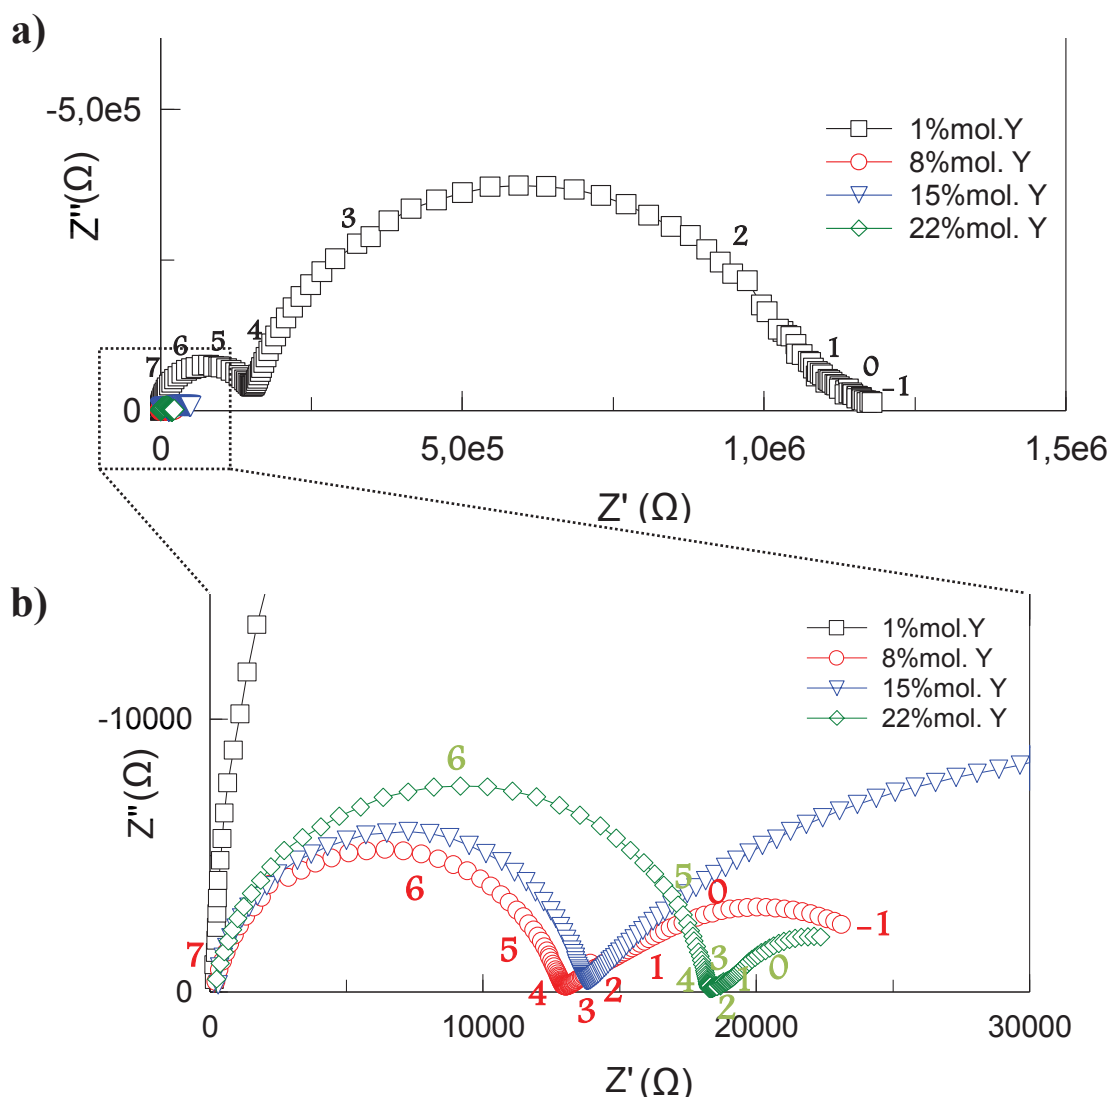 a)
-5,0e5
Z''(Ω)
0
1%mol.Y
8%mol. Y
15%mol. Y
22%mol. Y
7 6 5 4 3 2 1 0 -1
0 5,0e5 1,0e6 1,5e6
Z' (Ω)
b)
-10000
Z''(Ω)
0
1%mol.Y
8%mol. Y
15%mol. Y
22%mol. Y
6
5
0
6
7 5 -1
1 3 0
4 2 4 1
3 2
0 10000 20000 30000
Z' (Ω)